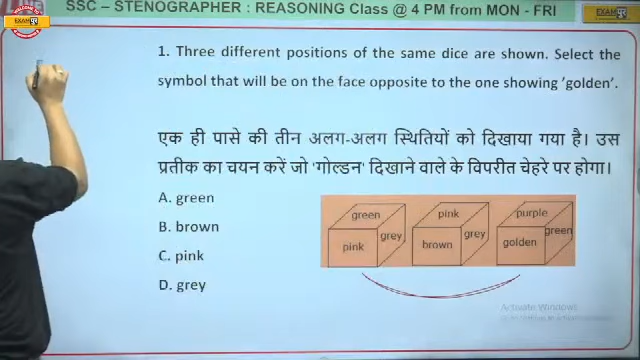 SSC – STENOGRAPHER : REASONING Class @ 4 PM from MON - FRI
EXAM
EXAM
1. Three different positions of the same dice are shown. Select the
symbol that will be on the face opposite to the one showing 'golden'.
एक ही पासे की तीन अलग-अलग स्थितियों को दिखाया गया है। उस
प्रतीक का चयन करें जो 'गोल्डन' दिखाने वाले के विपरीत चेहरे पर होगा।
A. green
B. brown
C. pink
D. grey
green
pink
grey
pink
brown
grey
purple
golden
green
Activate Windows